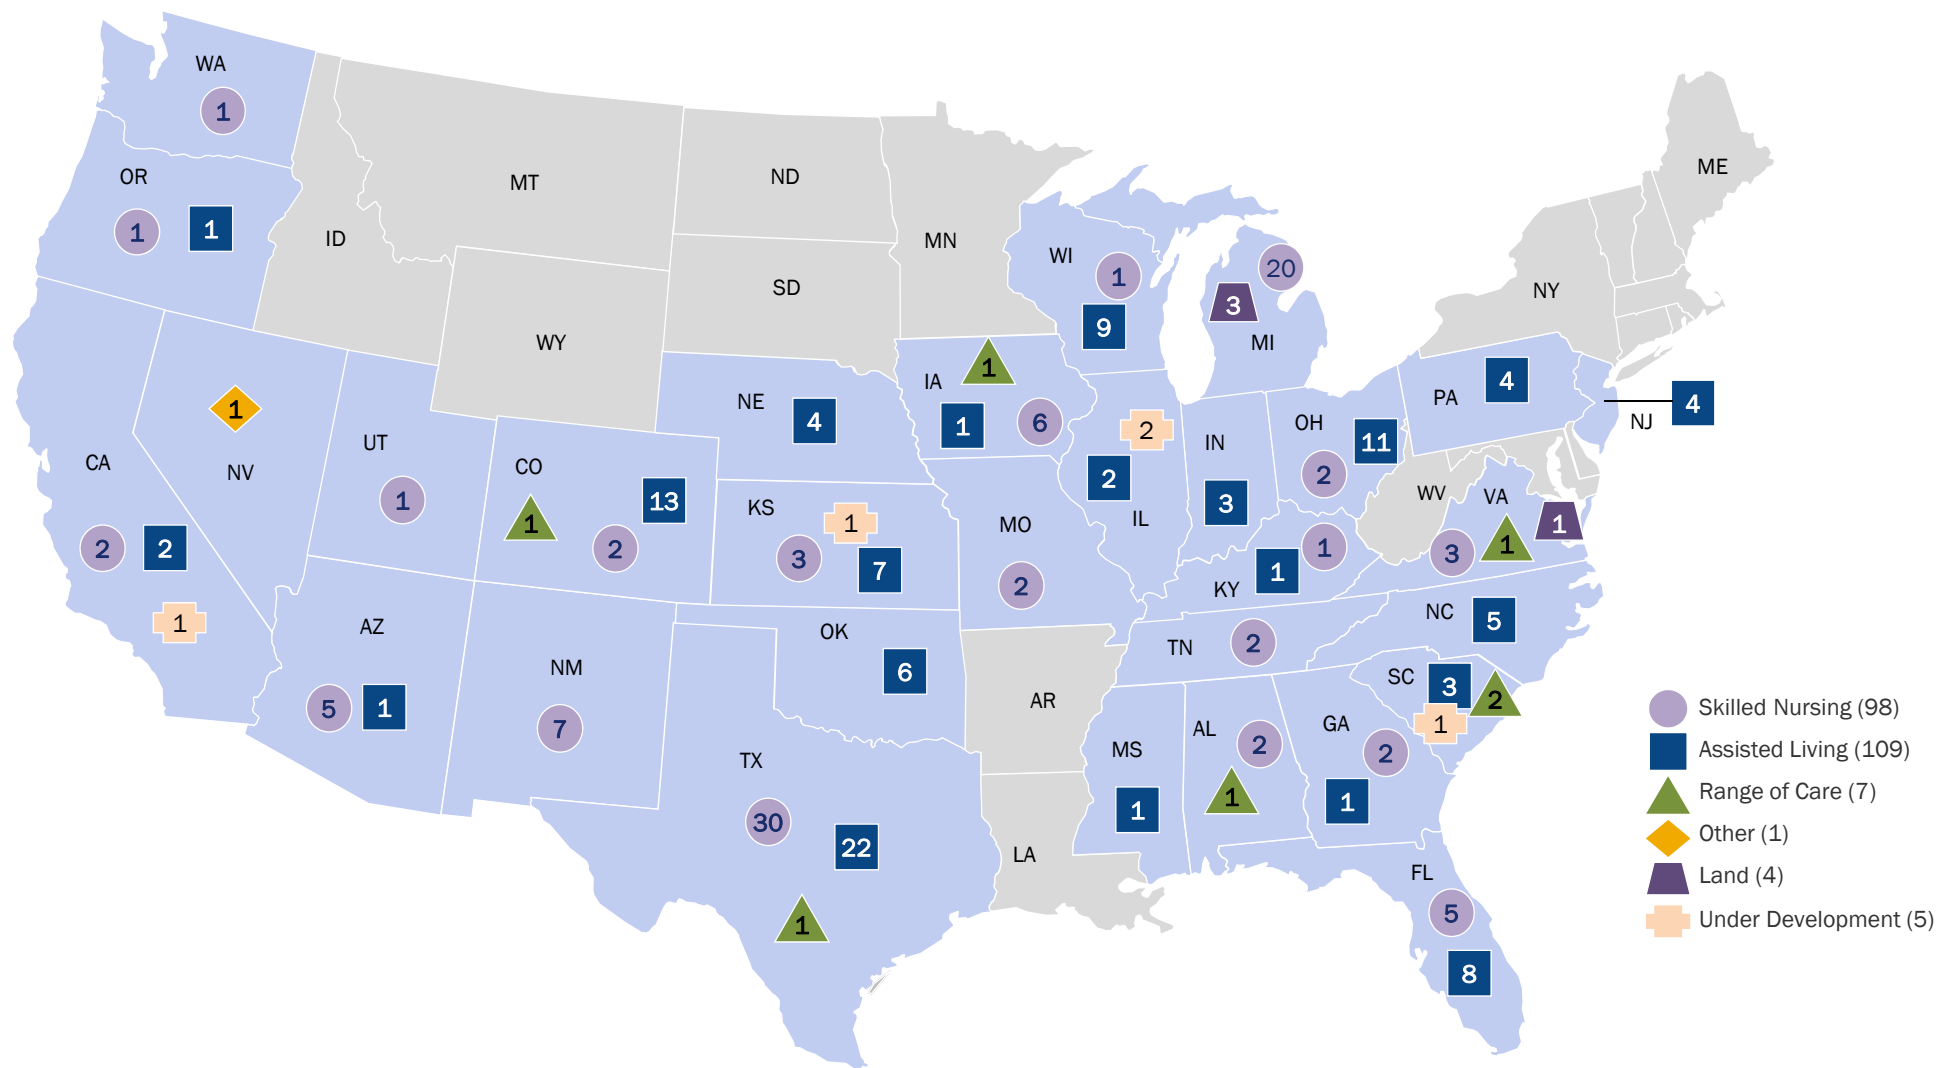 WA
1
OR
1
1
ID
MT
ND
MN
SD
WY
WI
1
9
20
3
MI
ME
NY
CA
2
2
1
1
NV
UT
1
CO
1
13
2
NE
4
IA
1
1
6
KS
1
3
7
MO
2
2
2
IL
IN
3
OH
11
2
PA
4
4
NJ
WV
VA
1
3
1
KY
1
1
AZ
5
1
NM
7
OK
6
TX
30
22
1
AR
LA
TN
2
NC
5
SC
3
2
1
MS
1
AL
2
1
GA
2
1
FL
5
8
Skilled Nursing (98)
Assisted Living (109)
Range of Care (7)
Other (1)
Land (4)
Under Development (5)